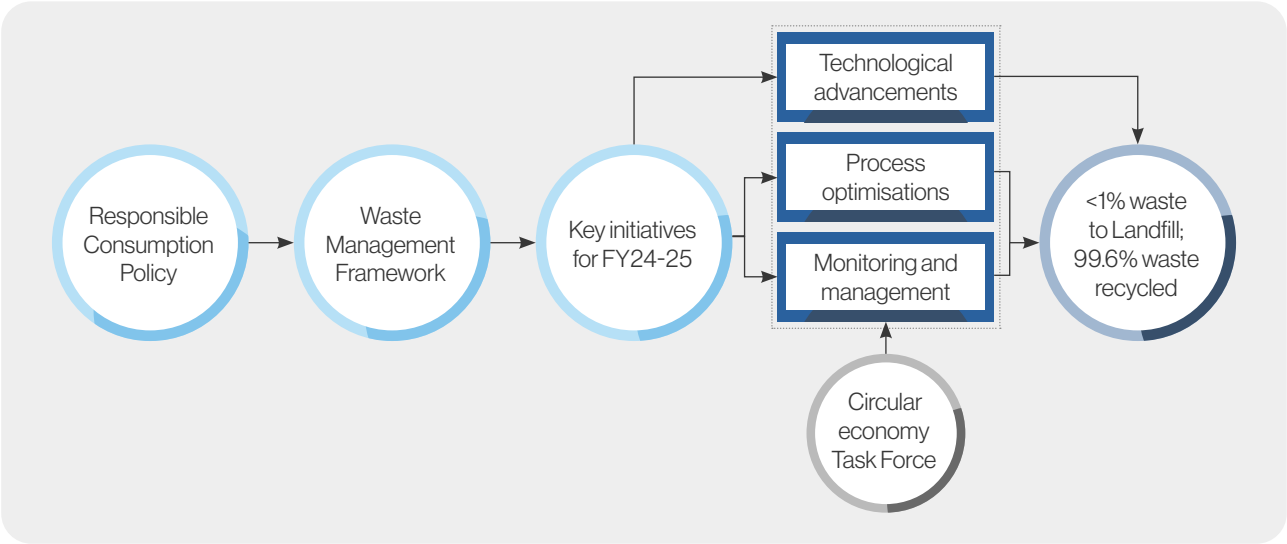 Responsible
Consumption
Policy
Waste
Management
Framework
Key initiatives
for FY24-25
Technological
advancements
Process
optimisations
Monitoring and
management
Circular
economy
Task Force
<1% waste
to Landfill;
99.6% waste
recycled